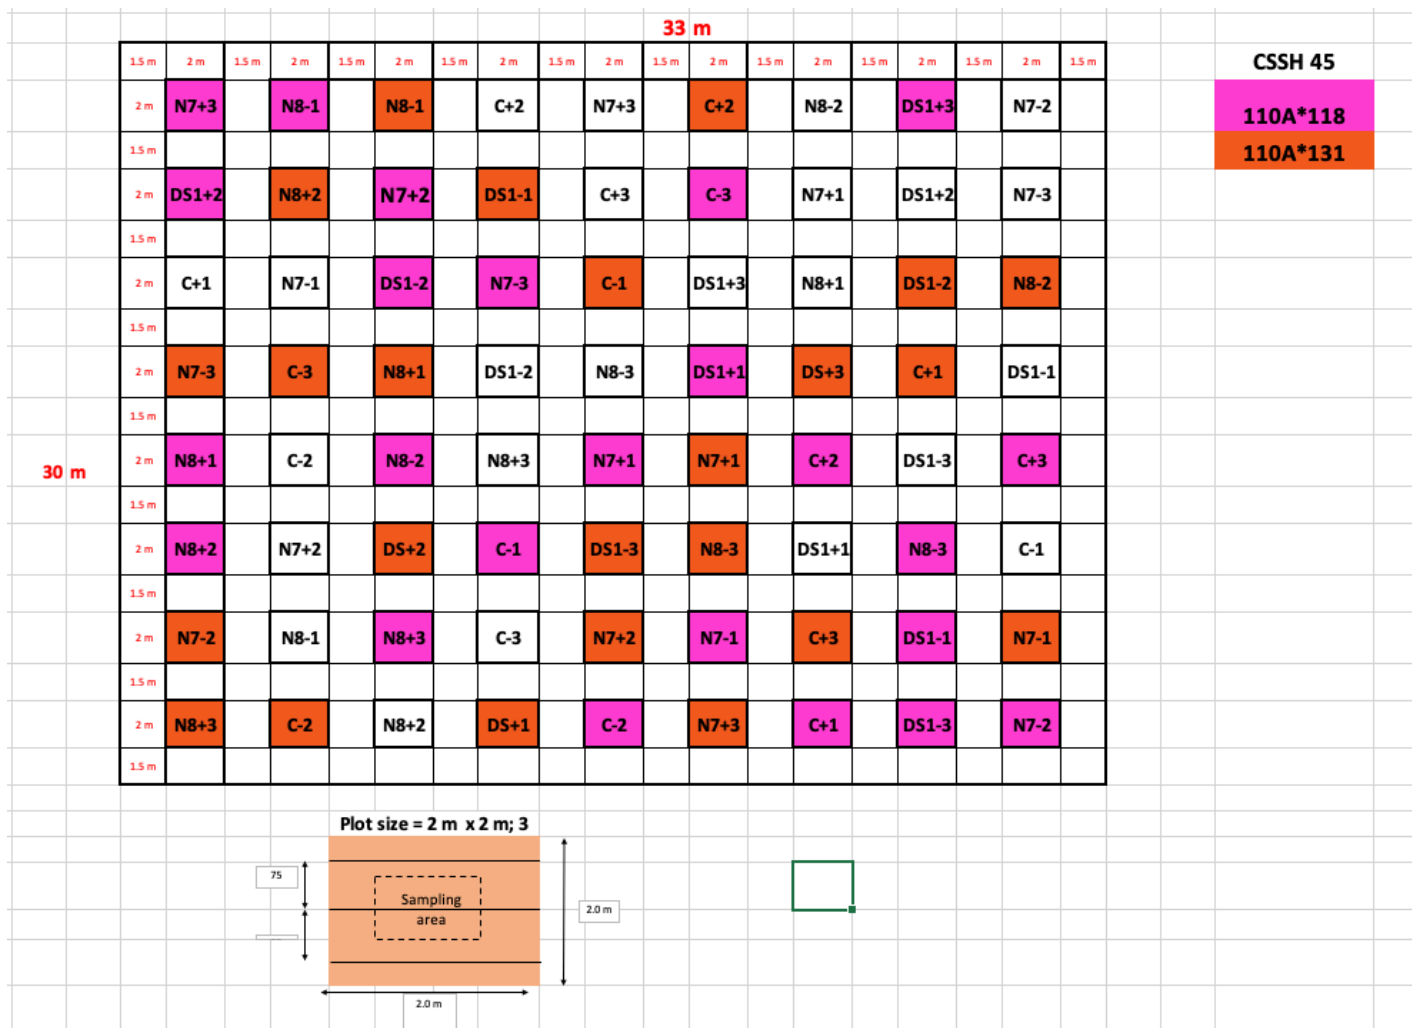 33 m
1.5 m 2 m 1.5 m 2 m 1.5 m 2 m 1.5 m 2 m 1.5 m 2 m 1.5 m 2 m 1.5 m 2 m 1.5 m 2 m 1.5 m 2 m 1.5 m CSSH 45
2 m N7+3 N8-1 N8-1 C+2 N7+3 C+2 N8-2 DS1+3 N7-2 110A*118
1.5 m 110A*131
2 m DS1+2 N8+2 N7+2 DS1-1 C+3 C-3 N7+1 DS1+2 N7-3
1.5 m
2 m C+1 N7-1 DS1-2 N7-3 C-1 DS1+3 N8+1 DS1-2 N8-2
1.5 m
2 m N7-3 C-3 N8+1 DS1-2 N8-3 DS1+1 DS+3 C+1 DS1-1
1.5 m
30 m 2 m N8+1 C-2 N8-2 N8+3 N7+1 N7+1 C+2 DS1-3 C+3
1.5 m
2 m N8+2 N7+2 DS+2 C-1 DS1-3 N8-3 DS1+1 N8-3 C-1
1.5 m
2 m N7-2 N8-1 N8+3 C-3 N7+2 N7-1 C+3 DS1-1 N7-1
1.5 m
2 m N8+3 C-2 N8+2 DS+1 C-2 N7+3 C+1 DS1-3 N7-2
1.5 m
Plot size = 2 m x 2 m; 3
75
Sampling
area
2.0 m
2.0 m